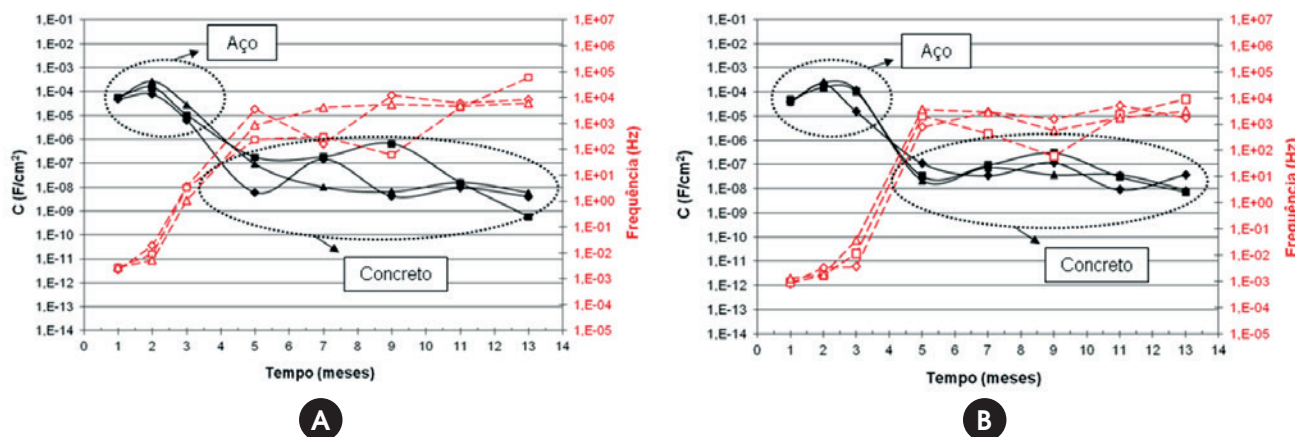 1,E-01
1,E-02
1,E-03
1,E-04
1,E-05
1,E-06
1,E-07
1,E-08
1,E-09
1,E-10
1,E-11
1,E-12
1,E-13
1,E-14
C (F/cm²)
Aço
Concreto
1,E+07
1,E+06
1,E+05
1,E+04
1,E+03
1,E+02
1,E+01
1,E+00
1,E-01
1,E-02
1,E-03
1,E-04
1,E-05
Frequência (Hz)
0 1 2 3 4 5 6 7 8 9 10 11 12 13 14
Tempo (meses)
A
1,E-01
1,E-02
1,E-03
1,E-04
1,E-05
1,E-06
1,E-07
1,E-08
1,E-09
1,E-10
1,E-11
1,E-12
1,E-13
1,E-14
C (F/cm²)
Aço
Concreto
1,E+07
1,E+06
1,E+05
1,E+04
1,E+03
1,E+02
1,E+01
1,E+00
1,E-01
1,E-02
1,E-03
1,E-04
1,E-05
Frequência (Hz)
0 1 2 3 4 5 6 7 8 9 10 11 12 13 14
Tempo (meses)
B